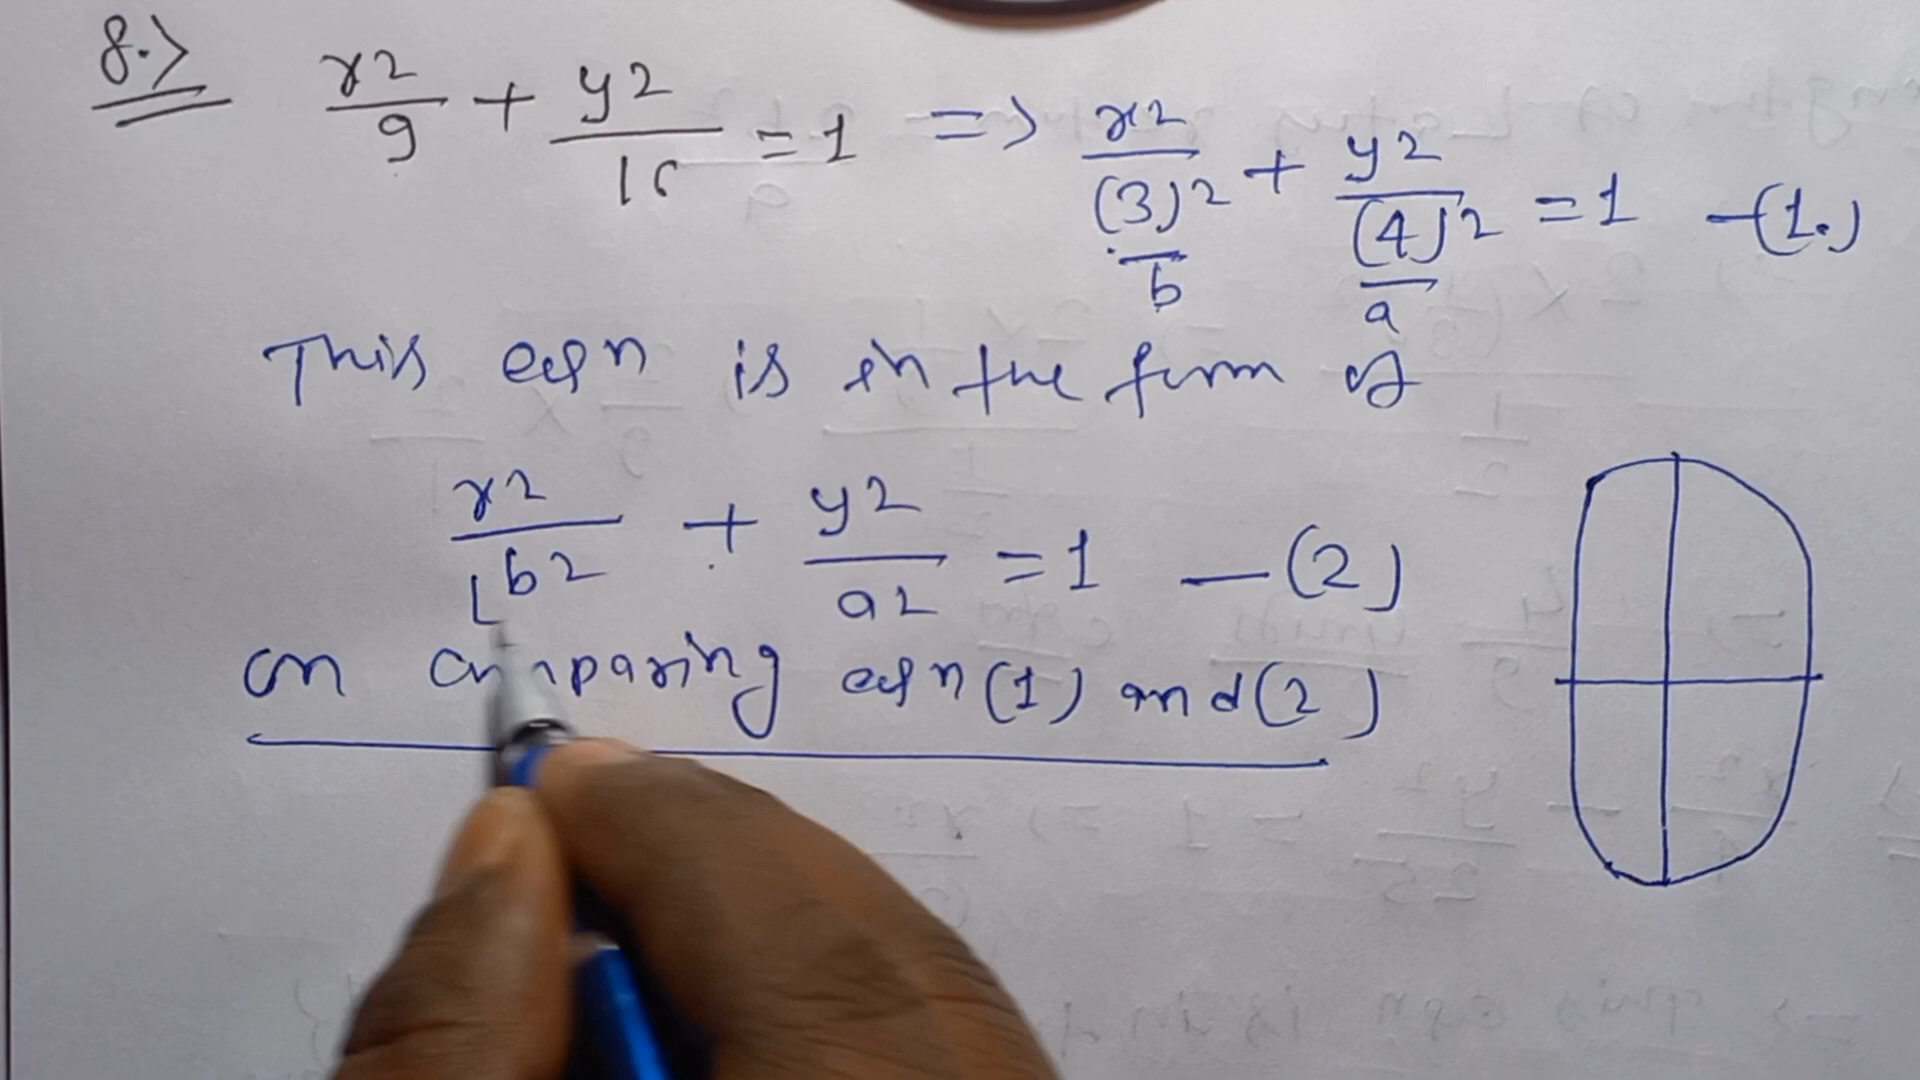 8.> x2/9 + y2/16 = 1 => x2/(3)2 + y2/(4)2 = 1 -(1.)
b a
This eqn is in the form of
x2/b2 + y2/a2 = 1 -(2)
on comparing eqn (1) and (2)